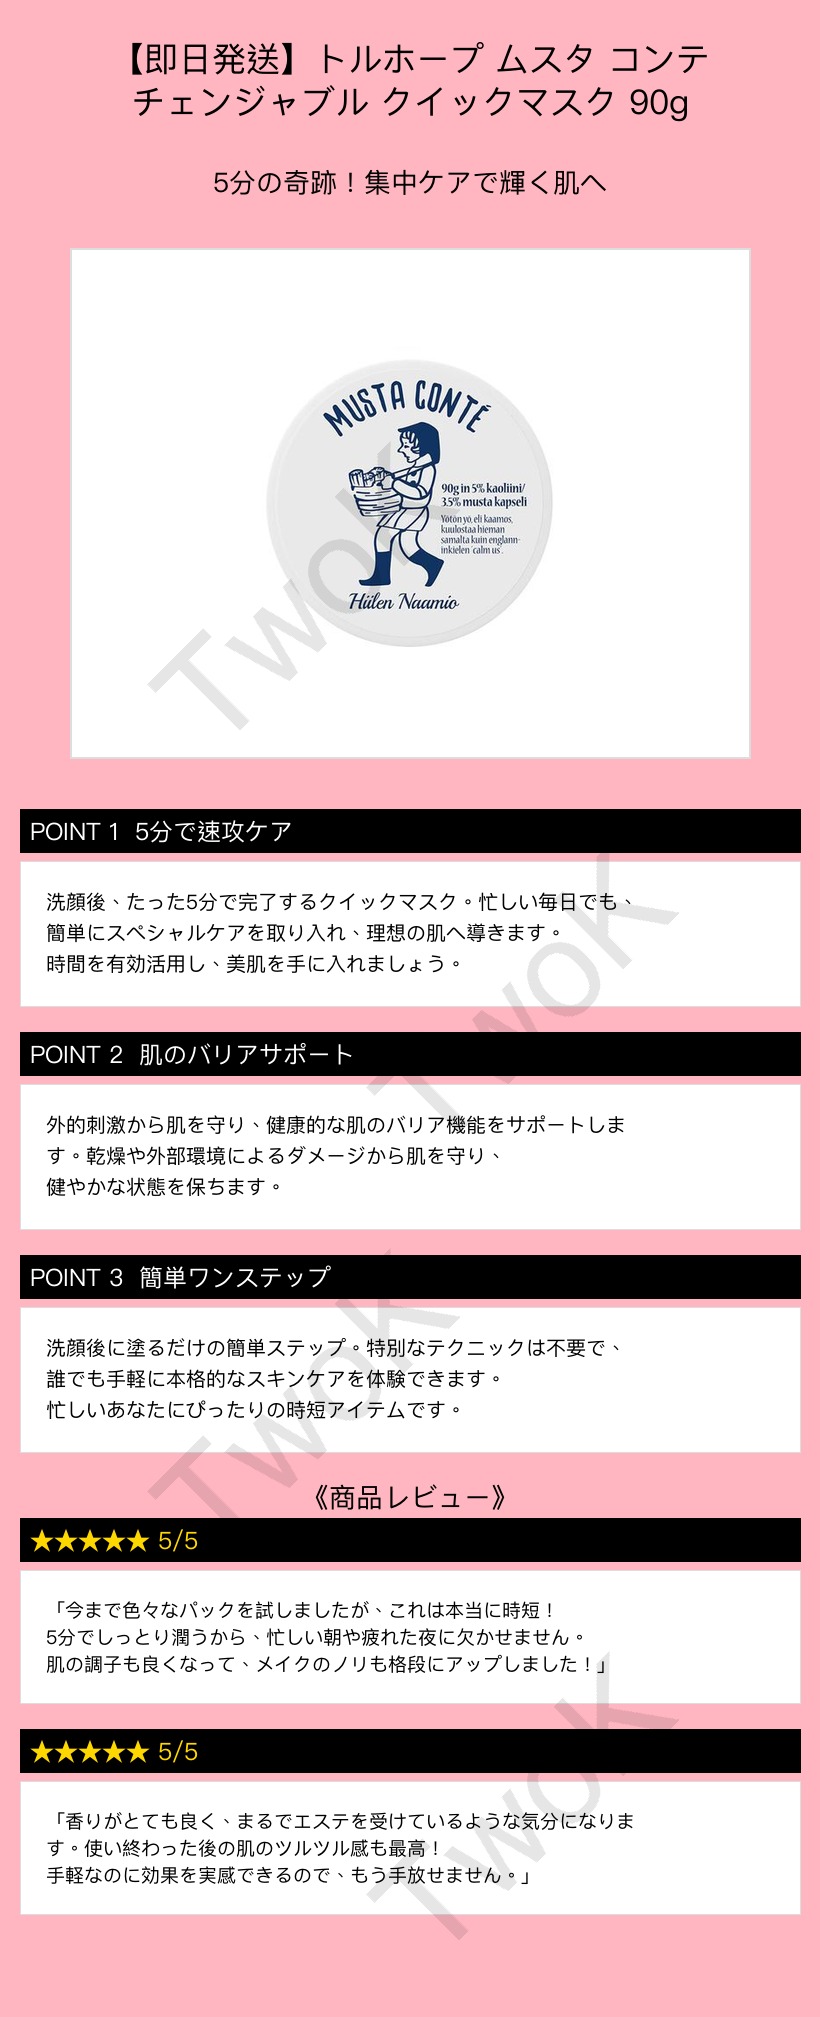 【即日発送】トルホープ ムスタ コンテ
チェンジャブル クイックマスク 90g
5分の奇跡！集中ケアで輝く肌へ
MUSTA CONTÉ
90g in 5% kaoliini/
3.5% musta kapseli
Yötön yö, eli kaamos,
kuulostaa hieman
samalta kuin englann-
inkielen 'calm us'.
Hiilen Naamio
POINT 1 5分で速攻ケア
洗顔後、たった5分で完了するクイックマスク。忙しい毎日でも、
簡単にスペシャルケアを取り入れ、理想の肌へ導きます。
時間を有効活用し、美肌を手に入れましょう。
POINT 2 肌のバリアサポート
外的刺激から肌を守り、健康的な肌のバリア機能をサポートしま
す。乾燥や外部環境によるダメージから肌を守り、
健やかな状態を保ちます。
POINT 3 簡単ワンステップ
洗顔後に塗るだけの簡単ステップ。特別なテクニックは不要で、
誰でも手軽に本格的なスキンケアを体験できます。
忙しいあなたにぴったりの時短アイテムです。
《商品レビュー》
★★★★★ 5/5
「今まで色々なパックを試しましたが、これは本当に時短！
5分でしっとり潤うから、忙しい朝や疲れた夜に欠かせません。
肌の調子も良くなって、メイクのノリも格段にアップしました！」
★★★★★ 5/5
「香りがとても良く、まるでエステを受けているような気分になりま
す。使い終わった後の肌のツルツル感も最高！
手軽なのに効果を実感できるので、もう手放せません。」
TwoK
TwoK
TwoK
TwoK